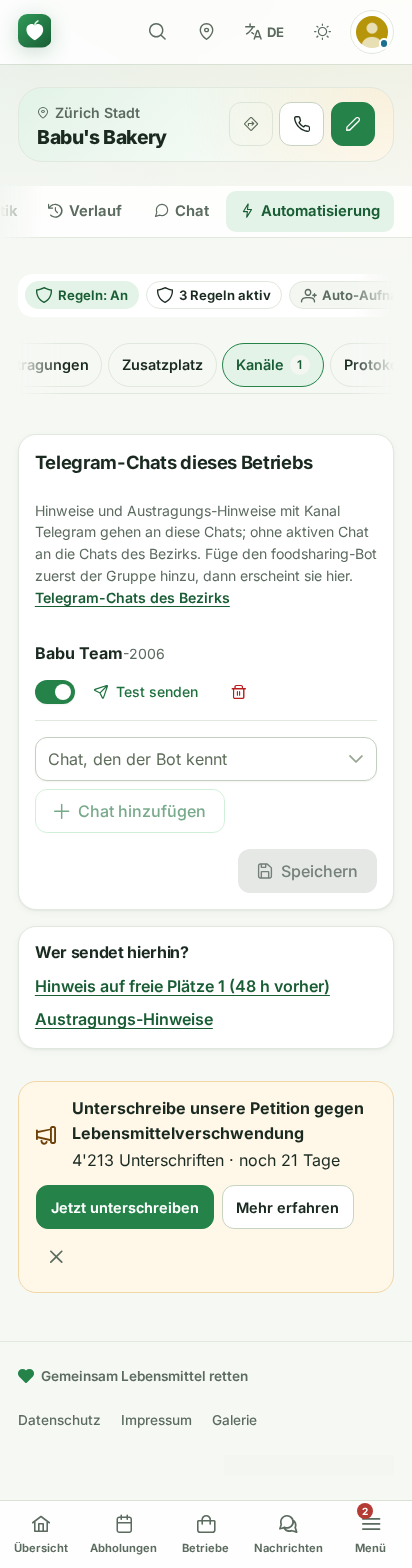 DE
Zürich Stadt
Babu's Bakery
Verlauf
Chat
Automatisierung
Regeln: An
3 Regeln aktiv
Zusatzplatz
Kanäle 1
Telegram-Chats dieses Betriebs
Hinweise und Austragungs-Hinweise mit Kanal
Telegram gehen an diese Chats; ohne aktiven Chat
an die Chats des Bezirks. Füge den foodsharing-Bot
zuerst der Gruppe hinzu, dann erscheint sie hier.
Telegram-Chats des Bezirks
Babu Team-2006
Test senden
Chat, den der Bot kennt
Chat hinzufügen
Speichern
Wer sendet hierhin?
Hinweis auf freie Plätze 1 (48 h vorher)
Austragungs-Hinweise
Unterschreibe unsere Petition gegen
Lebensmittelverschwendung
4'213 Unterschriften · noch 21 Tage
Jetzt unterschreiben
Mehr erfahren
Gemeinsam Lebensmittel retten
Datenschutz Impressum Galerie
2
Übersicht Abholungen Betriebe Nachrichten Menü